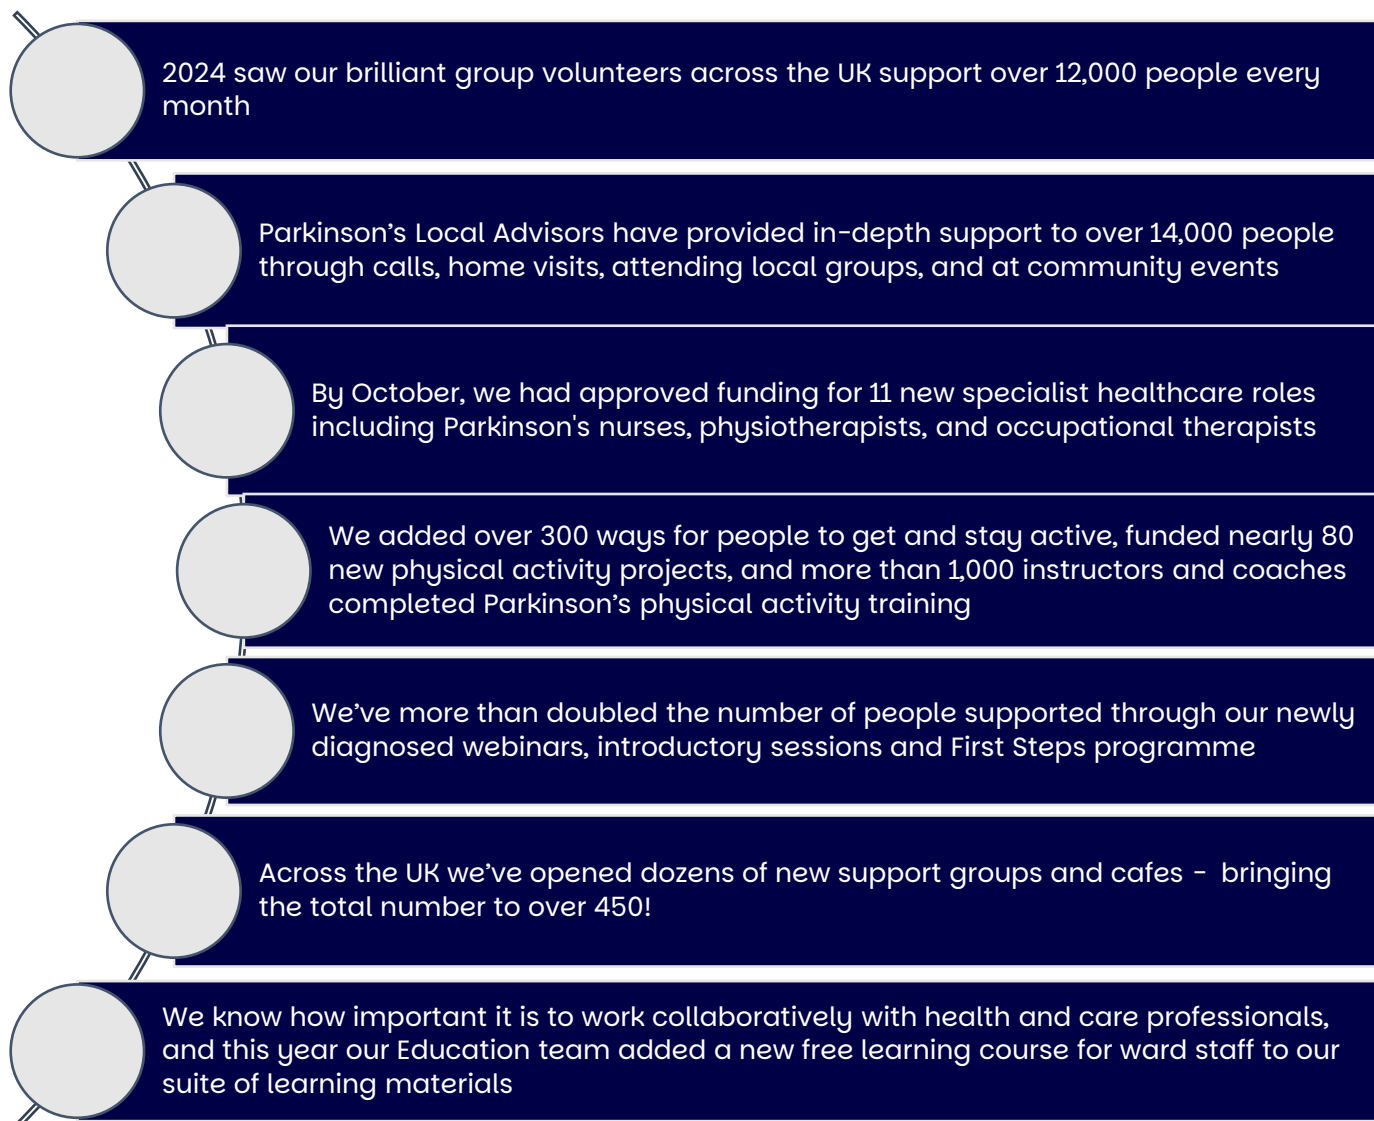 2024 saw our brilliant group volunteers across the UK support over 12,000 people every
month
Parkinson’s Local Advisors have provided in-depth support to over 14,000 people
through calls, home visits, attending local groups, and at community events
By October, we had approved funding for 11 new specialist healthcare roles
including Parkinson's nurses, physiotherapists, and occupational therapists
We added over 300 ways for people to get and stay active, funded nearly 80
new physical activity projects, and more than 1,000 instructors and coaches
completed Parkinson’s physical activity training
We’ve more than doubled the number of people supported through our newly
diagnosed webinars, introductory sessions and First Steps programme
Across the UK we’ve opened dozens of new support groups and cafes - bringing
the total number to over 450!
We know how important it is to work collaboratively with health and care professionals,
and this year our Education team added a new free learning course for ward staff to our
suite of learning materials